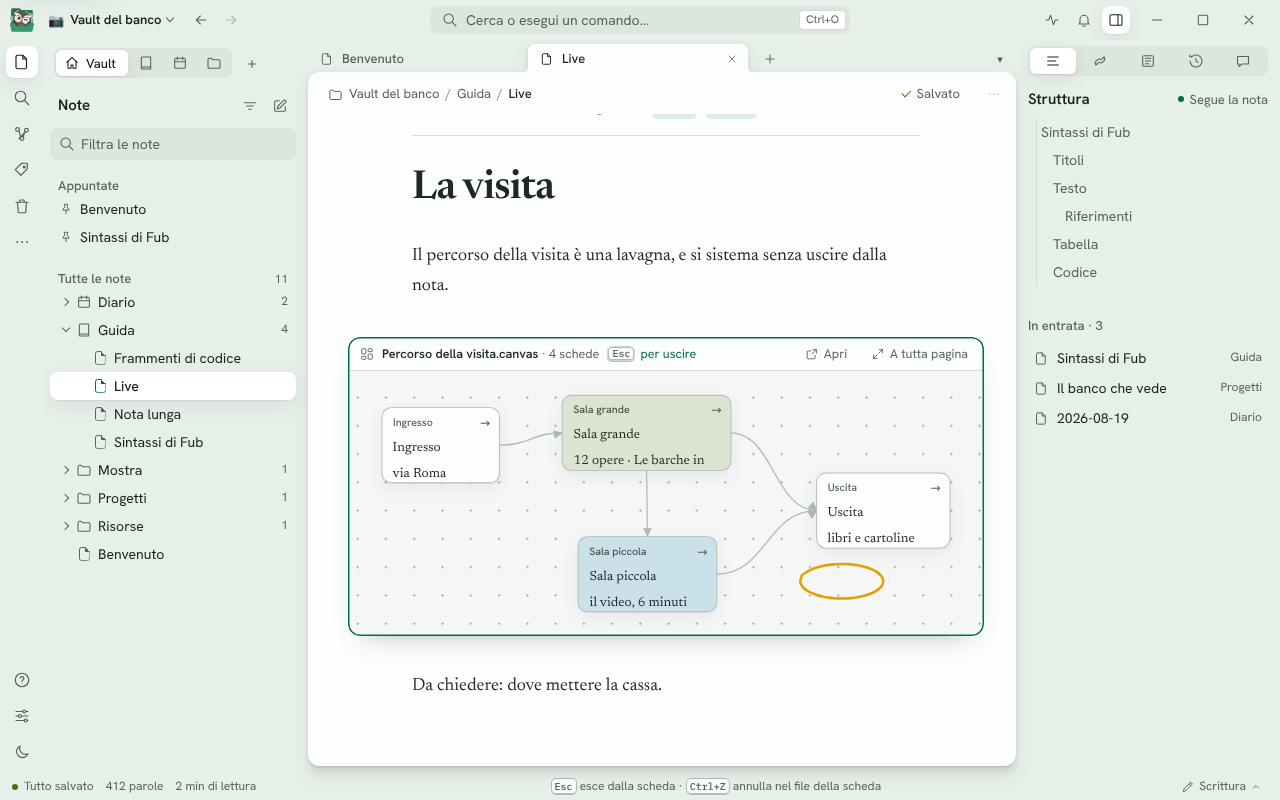 Vault del banco
Cerca o esegui un comando...
Ctrl+O
Vault
Benvenuto
Live
Note
Filtra le note
Appuntate
Benvenuto
Sintassi di Fub
Tutte le note 11
Diario 2
Guida 4
Frammenti di codice
Live
Nota lunga
Sintassi di Fub
Mostra 1
Progetti 1
Risorse 1
Benvenuto
Vault del banco / Guida / Live
Salvato
La visita
Il percorso della visita è una lavagna, e si sistema senza uscire dalla
nota.
Percorso della visita.canvas · 4 schede Esc per uscire
Apri
A tutta pagina
Ingresso →
Ingresso
via Roma
Sala grande →
Sala grande
12 opere · Le barche in
Sala piccola →
Sala piccola
il video, 6 minuti
Uscita →
Uscita
libri e cartoline
Da chiedere: dove mettere la cassa.
Struttura
Segue la nota
Sintassi di Fub
Titoli
Testo
Riferimenti
Tabella
Codice
In entrata · 3
Sintassi di Fub Guida
Il banco che vede Progetti
2026-08-19 Diario
Tutto salvato 412 parole 2 min di lettura
Esc esce dalla scheda · Ctrl+Z annulla nel file della scheda
Scrittura